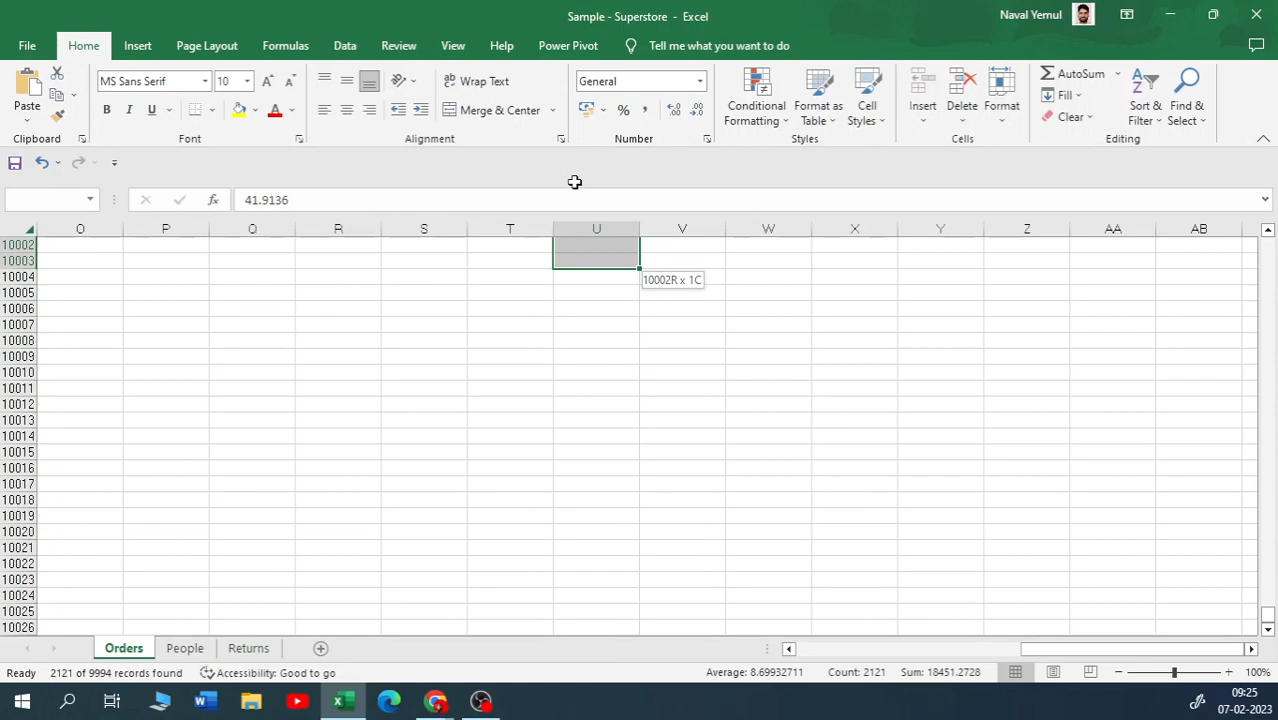 Sample - Superstore - Excel
Naval Yemul
File Home Insert Page Layout Formulas Data Review View Help Power Pivot Tell me what you want to do
MS Sans Serif 10 Wrap Text General AutoSum
Paste Conditional Formatting Format as Table Cell Styles Insert Delete Format Fill Sort & Filter Find & Select
B I U Merge & Center % , Clear
Clipboard Font Alignment Number Styles Cells Editing
fx 41.9136
O P Q R S T U V W X Y Z AA AB
10002
10003
10004 10002R x 1C
10005
10006
10007
10008
10009
10010
10011
10012
10013
10014
10015
10016
10017
10018
10019
10020
10021
10022
10023
10024
10025
10026
Orders People Returns
Ready 2121 of 9994 records found Accessibility: Good to go Average: 8.69932711 Count: 2121 Sum: 18451.2728 100%
09:25
07-02-2023